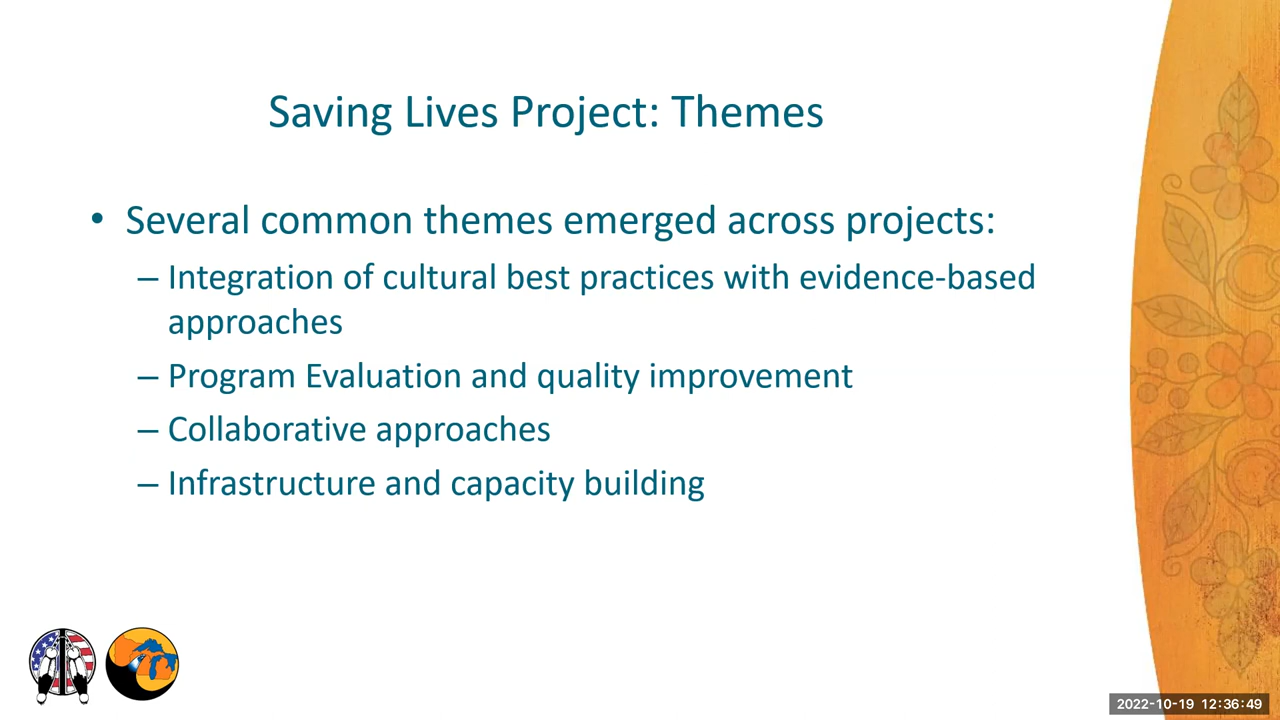 Saving Lives Project: Themes
• Several common themes emerged across projects:
– Integration of cultural best practices with evidence-based
approaches
– Program Evaluation and quality improvement
– Collaborative approaches
– Infrastructure and capacity building
2022-10-19 12:36:49